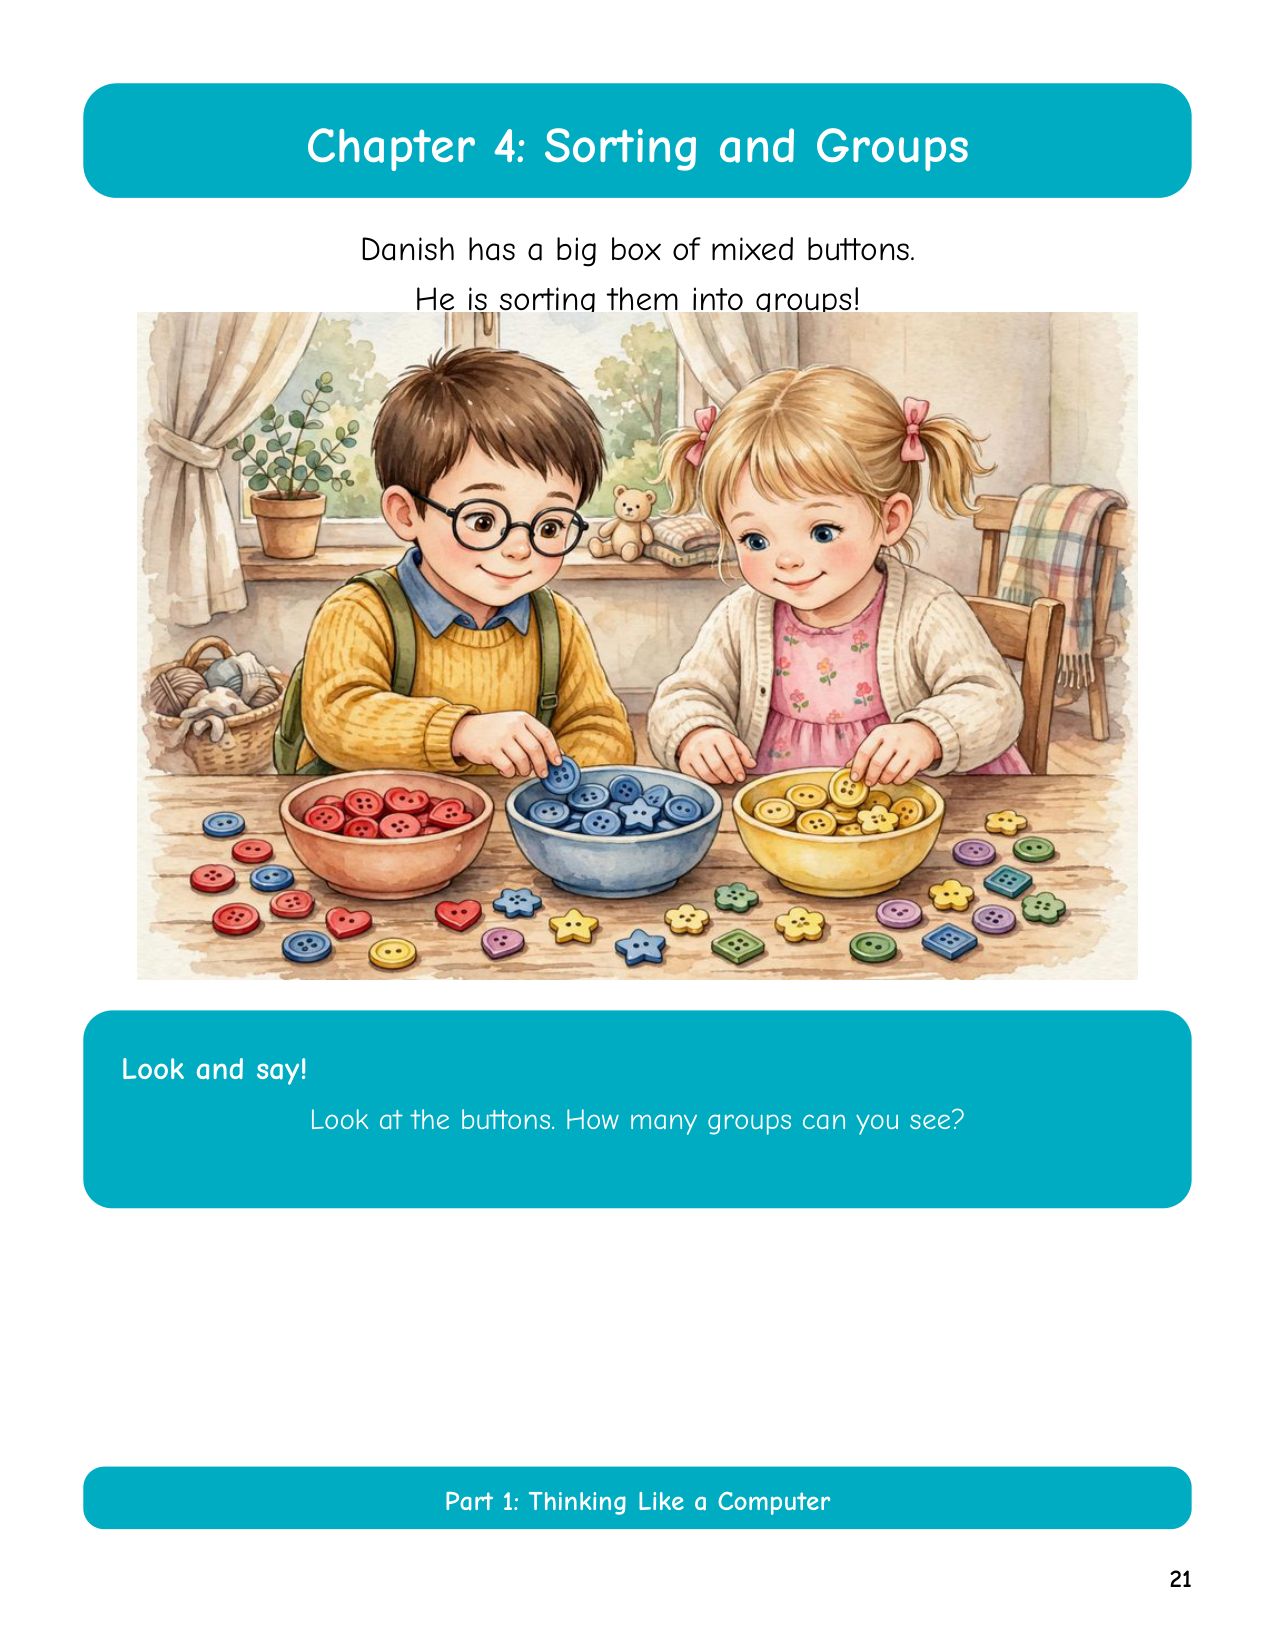 Chapter 4: Sorting and Groups
Danish has a big box of mixed buttons.
He is sorting them into groups!
Look and say!
Look at the buttons. How many groups can you see?
Part 1: Thinking Like a Computer
21